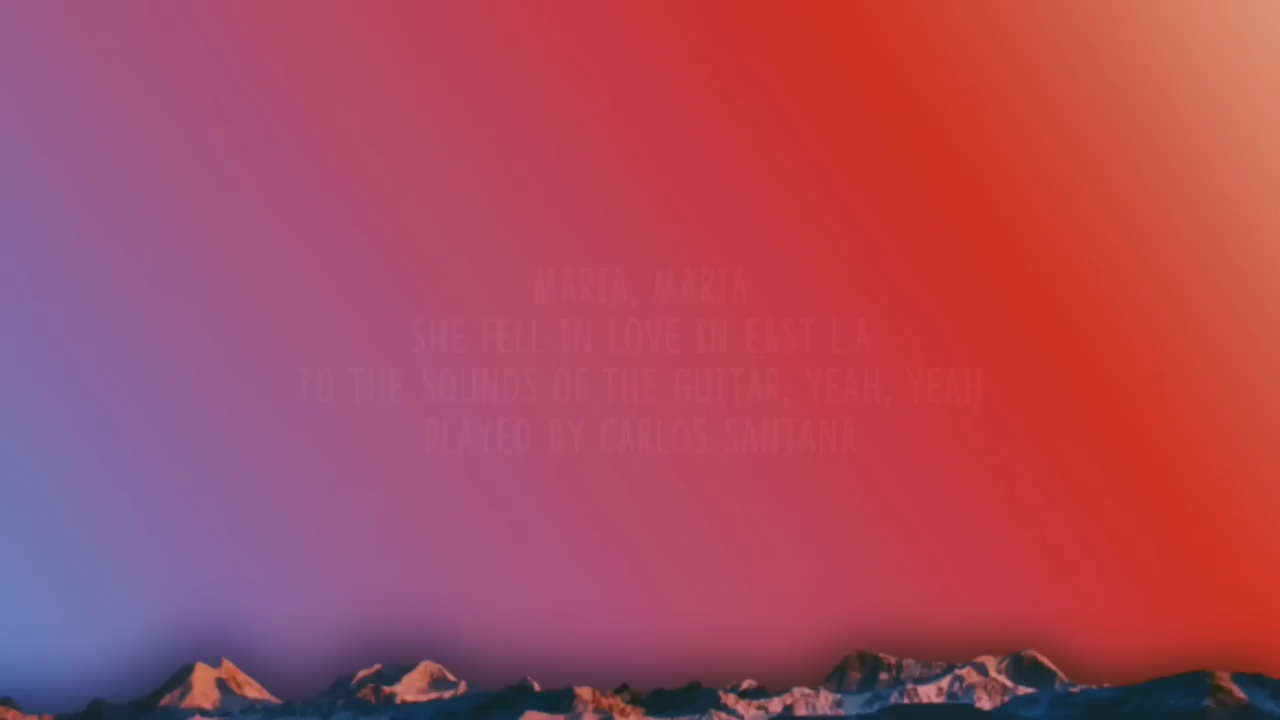 MARIA, MARIA
SHE FELL IN LOVE IN EAST L.A
TO THE SOUNDS OF THE GUITAR, YEAH, YEAH
PLAYED BY CARLOS SANTANA